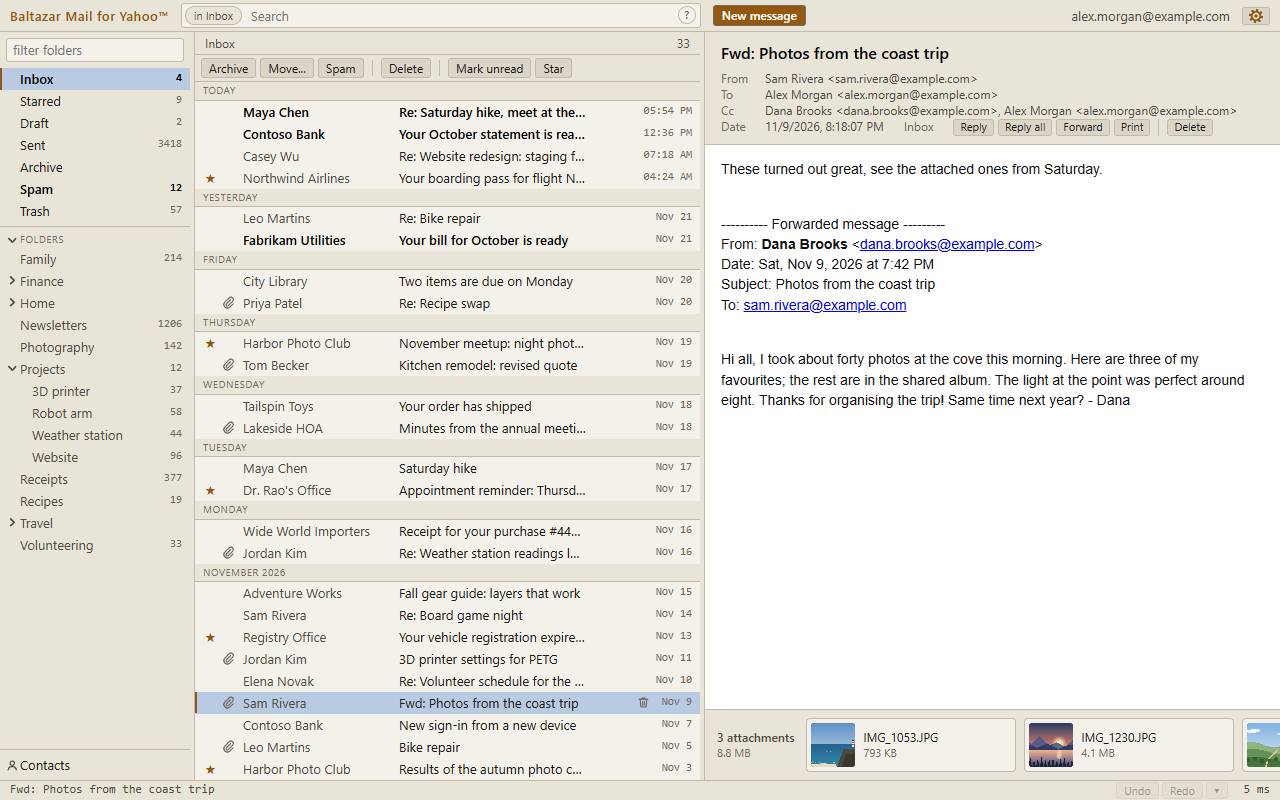 Baltazar Mail for Yahoo™
in Inbox
Search
?
New message
alex.morgan@example.com
filter folders
Inbox 4
Starred 9
Draft 2
Sent 3418
Archive
Spam 12
Trash 57
FOLDERS
Family 214
Finance
Home
Newsletters 1206
Photography 142
Projects 12
3D printer 37
Robot arm 58
Weather station 44
Website 96
Receipts 377
Recipes 19
Travel
Volunteering 33
Contacts
Inbox 33
Archive Move... Spam Delete Mark unread Star
TODAY
Maya Chen Re: Saturday hike, meet at the... 05:54 PM
Contoso Bank Your October statement is rea... 12:36 PM
Casey Wu Re: Website redesign: staging f... 07:18 AM
★ Northwind Airlines Your boarding pass for flight N... 04:24 AM
YESTERDAY
Leo Martins Re: Bike repair Nov 21
Fabrikam Utilities Your bill for October is ready Nov 21
FRIDAY
City Library Two items are due on Monday Nov 20
Priya Patel Re: Recipe swap Nov 20
THURSDAY
★ Harbor Photo Club November meetup: night phot... Nov 19
Tom Becker Kitchen remodel: revised quote Nov 19
WEDNESDAY
Tailspin Toys Your order has shipped Nov 18
Lakeside HOA Minutes from the annual meeti... Nov 18
TUESDAY
Maya Chen Saturday hike Nov 17
★ Dr. Rao's Office Appointment reminder: Thursd... Nov 17
MONDAY
Wide World Importers Receipt for your purchase #44... Nov 16
Jordan Kim Re: Weather station readings l... Nov 16
NOVEMBER 2026
Adventure Works Fall gear guide: layers that work Nov 15
Sam Rivera Re: Board game night Nov 14
★ Registry Office Your vehicle registration expire... Nov 13
Jordan Kim 3D printer settings for PETG Nov 11
Elena Novak Re: Volunteer schedule for the ... Nov 10
Sam Rivera Fwd: Photos from the coast trip Nov 9
Contoso Bank New sign-in from a new device Nov 7
Leo Martins Bike repair Nov 5
★ Harbor Photo Club Results of the autumn photo c... Nov 3
Fwd: Photos from the coast trip
From Sam Rivera <sam.rivera@example.com>
To Alex Morgan <alex.morgan@example.com>
Cc Dana Brooks <dana.brooks@example.com>, Alex Morgan <alex.morgan@example.com>
Date 11/9/2026, 8:18:07 PM Inbox Reply Reply all Forward Print Delete
These turned out great, see the attached ones from Saturday.
---------- Forwarded message ---------
From: Dana Brooks <dana.brooks@example.com>
Date: Sat, Nov 9, 2026 at 7:42 PM
Subject: Photos from the coast trip
To: sam.rivera@example.com
Hi all, I took about forty photos at the cove this morning. Here are three of my
favourites; the rest are in the shared album. The light at the point was perfect around
eight. Thanks for organising the trip! Same time next year? - Dana
3 attachments
8.8 MB
IMG_1053.JPG
793 KB
IMG_1230.JPG
4.1 MB
Fwd: Photos from the coast trip
Undo Redo 5 ms